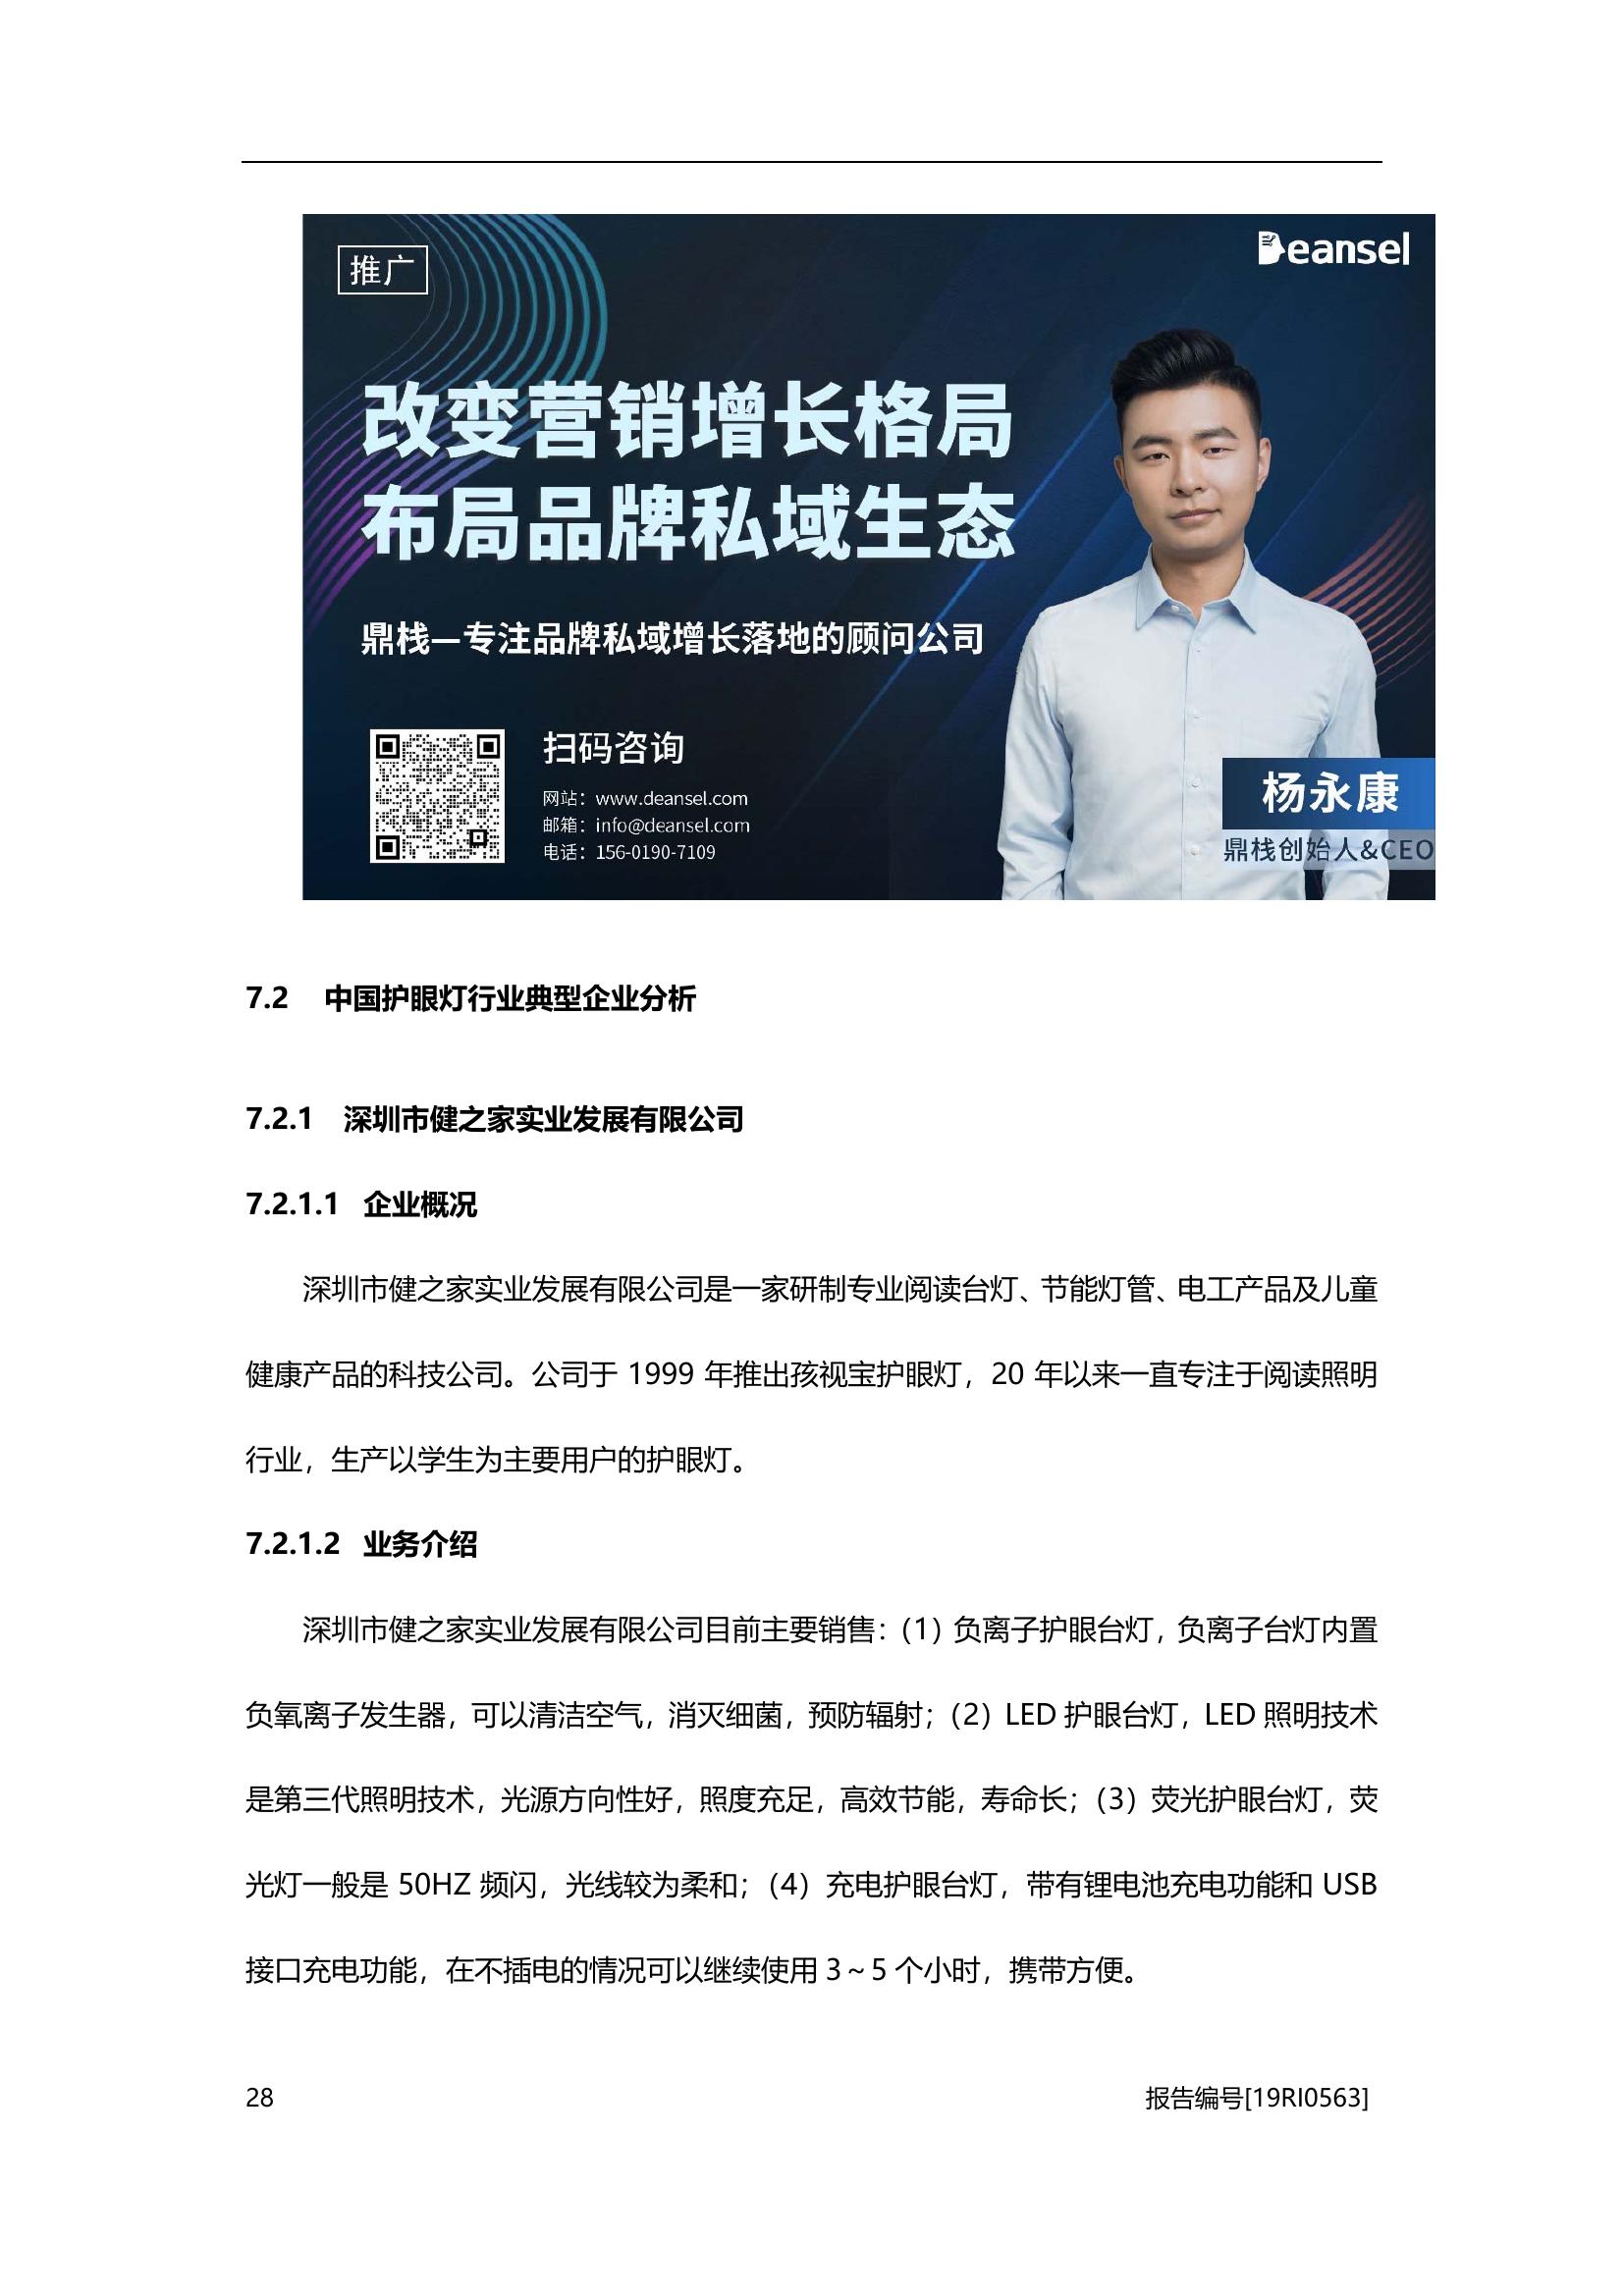 推广
Deansel
改变营销增长格局
布局品牌私域生态
鼎栈—专注品牌私域增长落地的顾问公司
扫码咨询
网站：www.deansel.com
邮箱：info@deansel.com
电话：156-0190-7109
杨永康
鼎栈创始人&CEO
7.2 中国护眼灯行业典型企业分析
7.2.1 深圳市健之家实业发展有限公司
7.2.1.1 企业概况
深圳市健之家实业发展有限公司是一家研制专业阅读台灯、节能灯管、电工产品及儿童
健康产品的科技公司。公司于 1999 年推出孩视宝护眼灯，20 年以来一直专注于阅读照明
行业，生产以学生为主要用户的护眼灯。
7.2.1.2 业务介绍
深圳市健之家实业发展有限公司目前主要销售：（1）负离子护眼台灯，负离子台灯内置
负氧离子发生器，可以清洁空气，消灭细菌，预防辐射；（2）LED 护眼台灯，LED 照明技术
是第三代照明技术，光源方向性好，照度充足，高效节能，寿命长；（3）荧光护眼台灯，荧
光灯一般是 50HZ 频闪，光线较为柔和；（4）充电护眼台灯，带有锂电池充电功能和 USB
接口充电功能，在不插电的情况可以继续使用 3～5 个小时，携带方便。
28 报告编号[19RI0563]